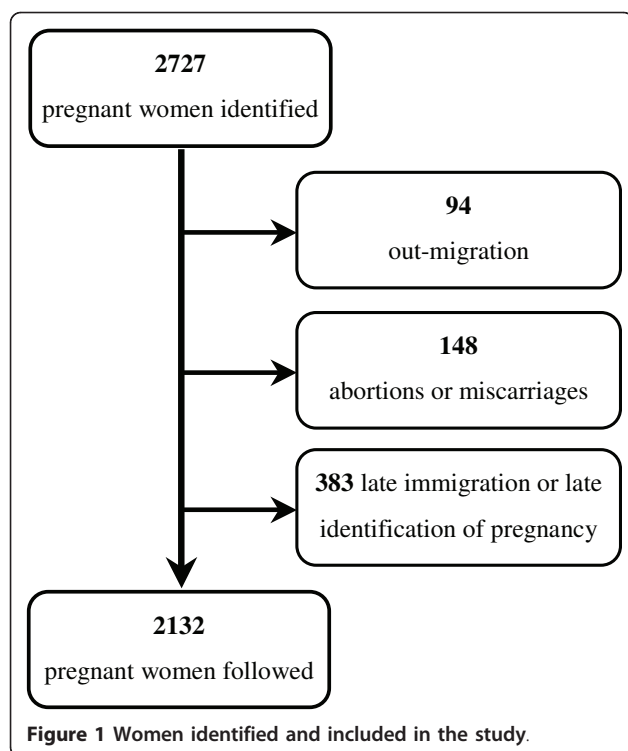 2727
pregnant women identified
94
out-migration
148
abortions or miscarriages
383 late immigration or late
identification of pregnancy
2132
pregnant women followed
Figure 1 Women identified and included in the study.